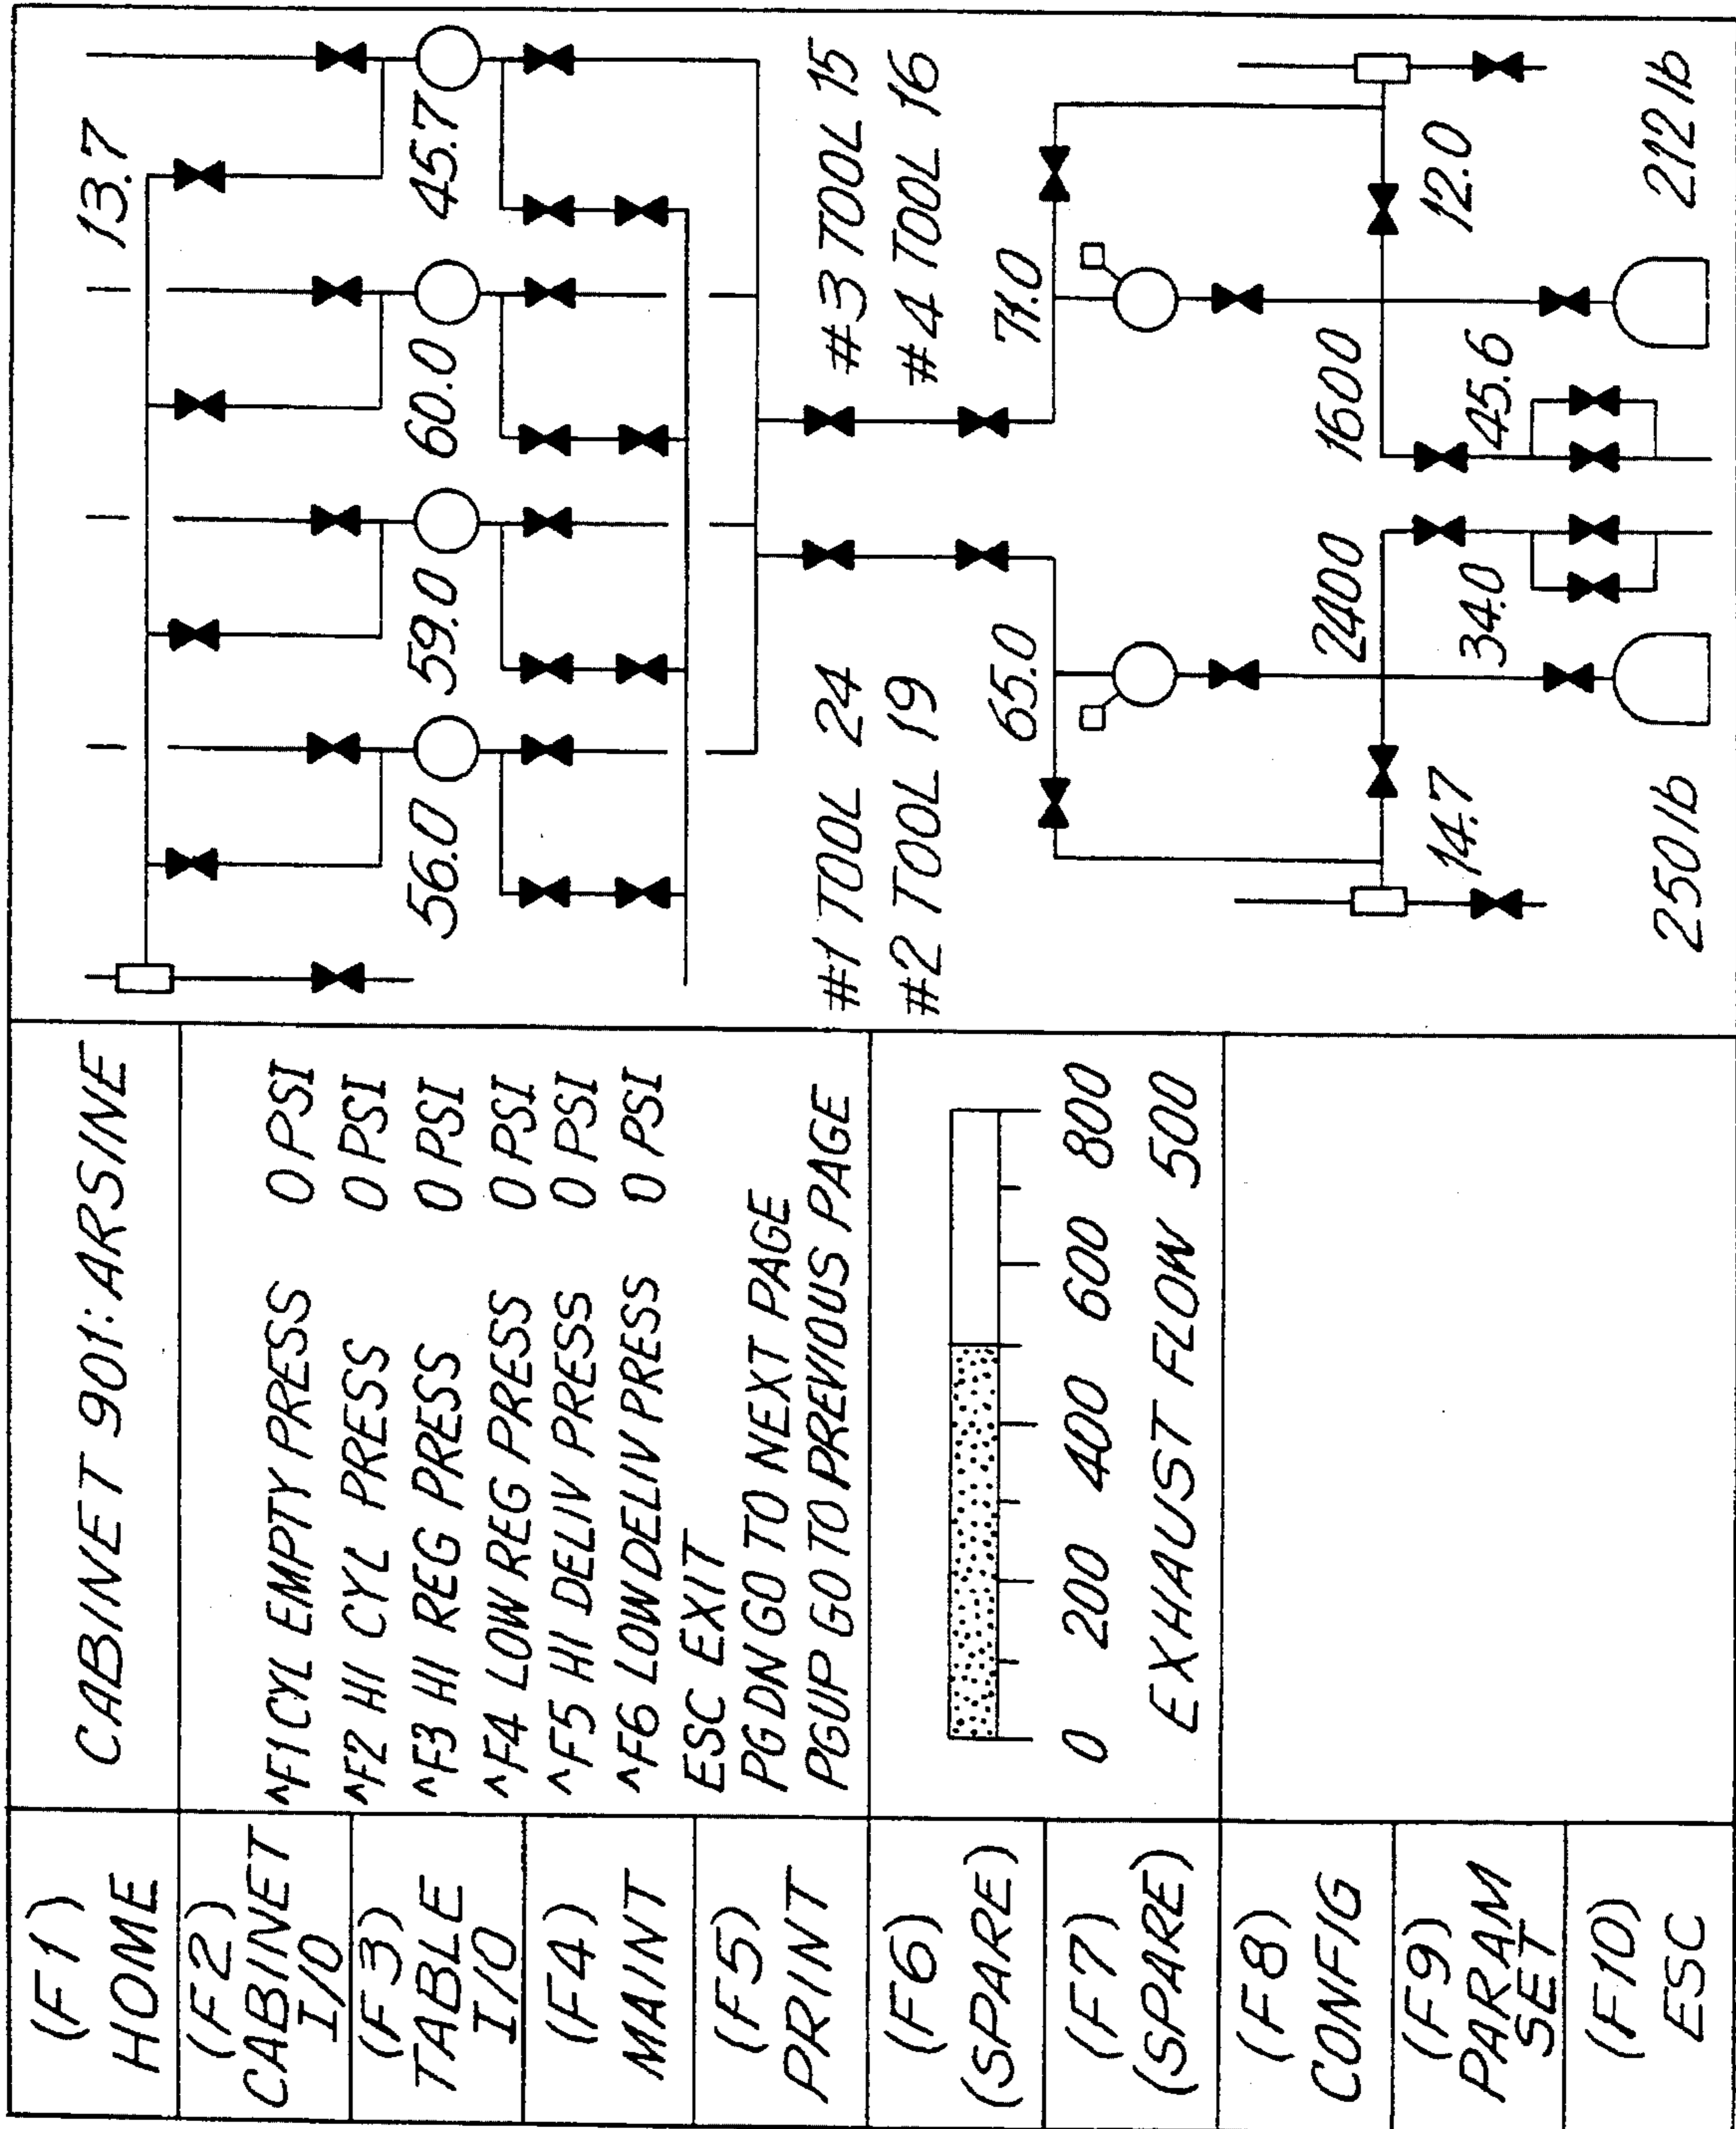 (F1)
HOME
(F2)
CABINET
I/O
(F3)
TABLE
I/O
(F4)
MAINT
(F5)
PRINT
(F6)
(SPARE)
(F7)
(SPARE)
(F8)
CONFIG
(F9)
PARAM
SET
(F10)
ESC
CABINET 901: ARSINE
^F1 CYL EMPTY PRESS 0 PSI
^F2 HI CYL PRESS 0 PSI
^F3 HI REG PRESS 0 PSI
^F4 LOW REG PRESS 0 PSI
^F5 HI DELIV PRESS 0 PSI
^F6 LOW DELIV PRESS 0 PSI
ESC EXIT
PGDN GO TO NEXT PAGE
PGUP GO TO PREVIOUS PAGE
0 200 400 600 800
EXHAUST FLOW 500
13.7
56.0 59.0 60.0 45.7
#1 TOOL 24 #3 TOOL 15
#2 TOOL 19 #4 TOOL 16
65.0 71.0
2400 1600
14.7 34.0 45.6 12.0
250 lb 212 lb